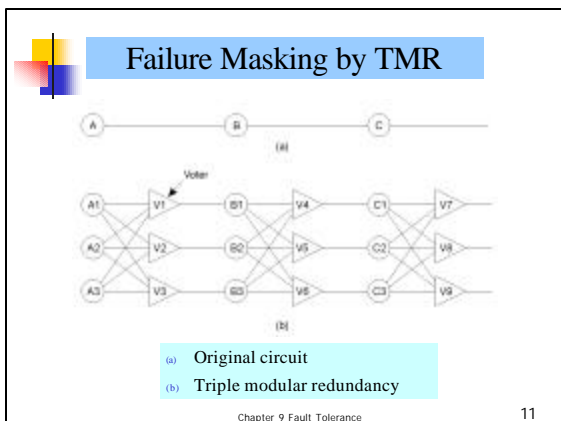 Failure Masking by TMR
A B C
(a)
Voter
A1 V1 B1 V4 C1 V7
A2 V2 B2 V5 C2 V8
A3 V3 B3 V6 C3 V9
(b)
(a) Original circuit
(b) Triple modular redundancy
Chapter 9 Fault Tolerance 11